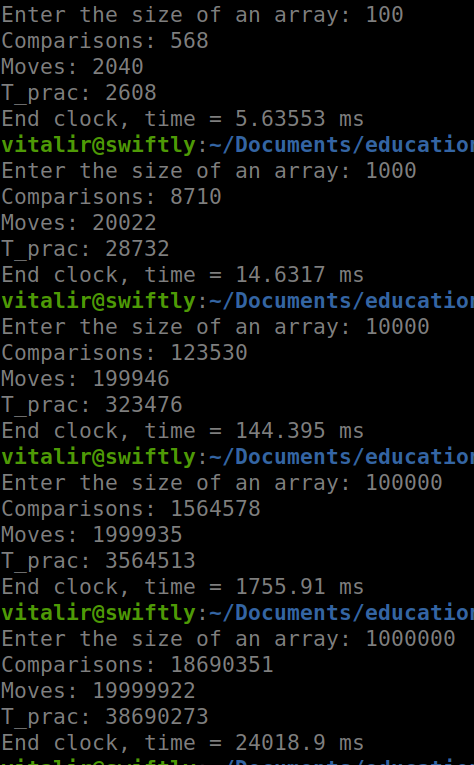 Enter the size of an array: 100
Comparisons: 568
Moves: 2040
T_prac: 2608
End clock, time = 5.63553 ms
vitalir@swiftly:~/Documents/education
Enter the size of an array: 1000
Comparisons: 8710
Moves: 20022
T_prac: 28732
End clock, time = 14.6317 ms
vitalir@swiftly:~/Documents/education
Enter the size of an array: 10000
Comparisons: 123530
Moves: 199946
T_prac: 323476
End clock, time = 144.395 ms
vitalir@swiftly:~/Documents/education
Enter the size of an array: 100000
Comparisons: 1564578
Moves: 1999935
T_prac: 3564513
End clock, time = 1755.91 ms
vitalir@swiftly:~/Documents/education
Enter the size of an array: 1000000
Comparisons: 18690351
Moves: 19999922
T_prac: 38690273
End clock, time = 24018.9 ms